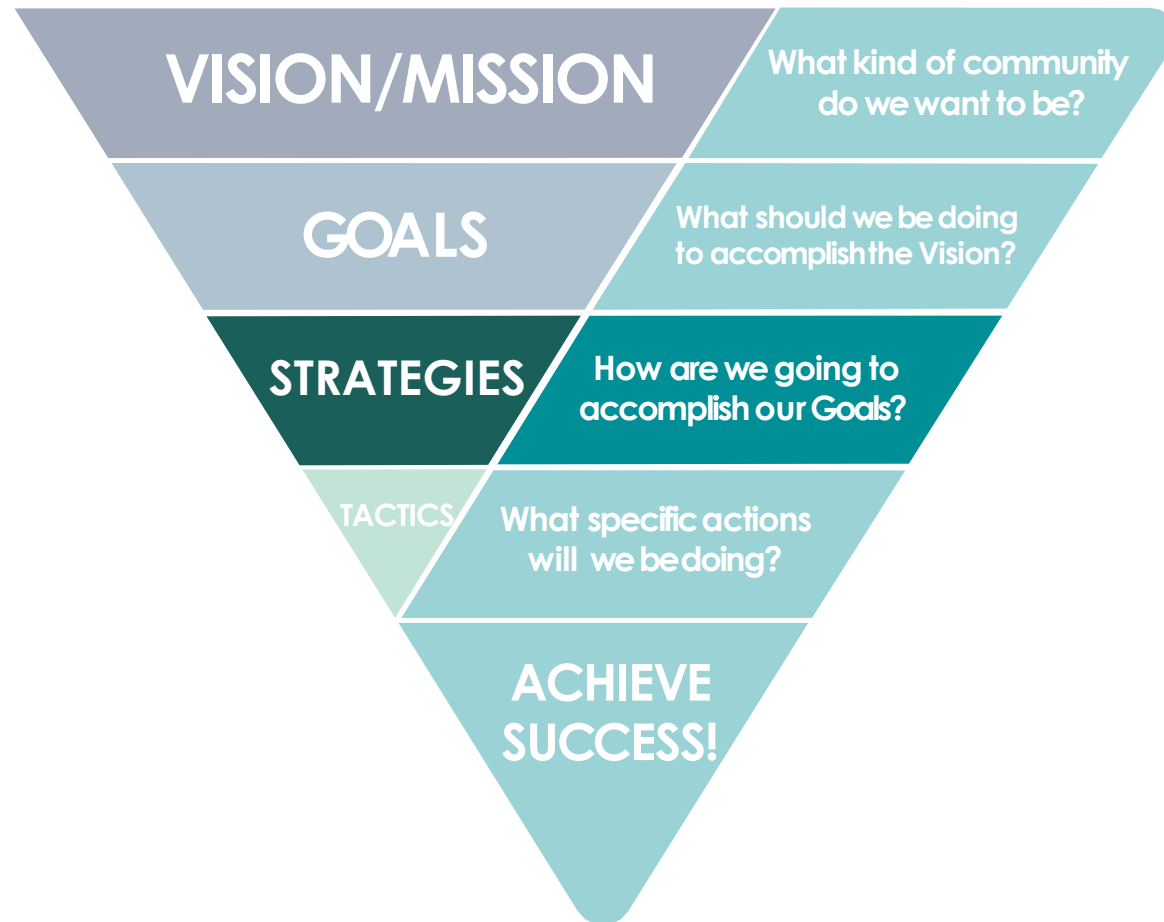 VISION/MISSION
What kind of community
do we want to be?
GOALS
What should we be doing
to accomplish the Vision?
STRATEGIES
How are we going to
accomplish our Goals?
TACTICS
What specific actions
will we be doing?
ACHIEVE
SUCCESS!